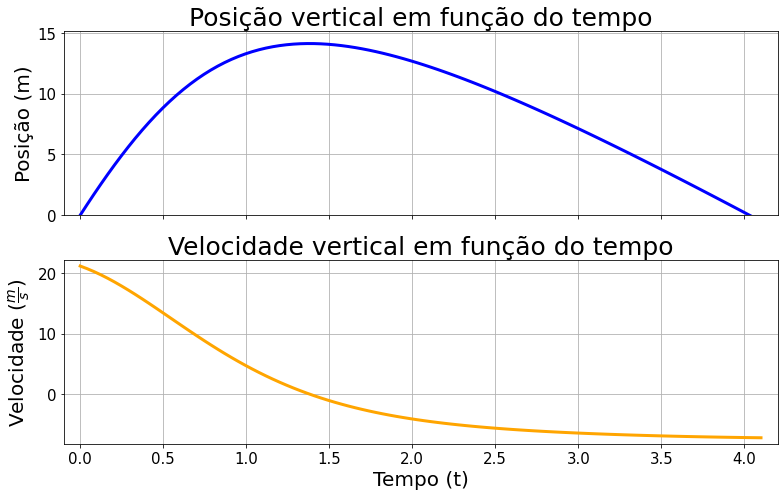 Posição vertical em função do tempo
Posição (m)
15
10
5
0
Velocidade vertical em função do tempo
Velocidade (m/s)
20
10
0
0.0 0.5 1.0 1.5 2.0 2.5 3.0 3.5 4.0
Tempo (t)